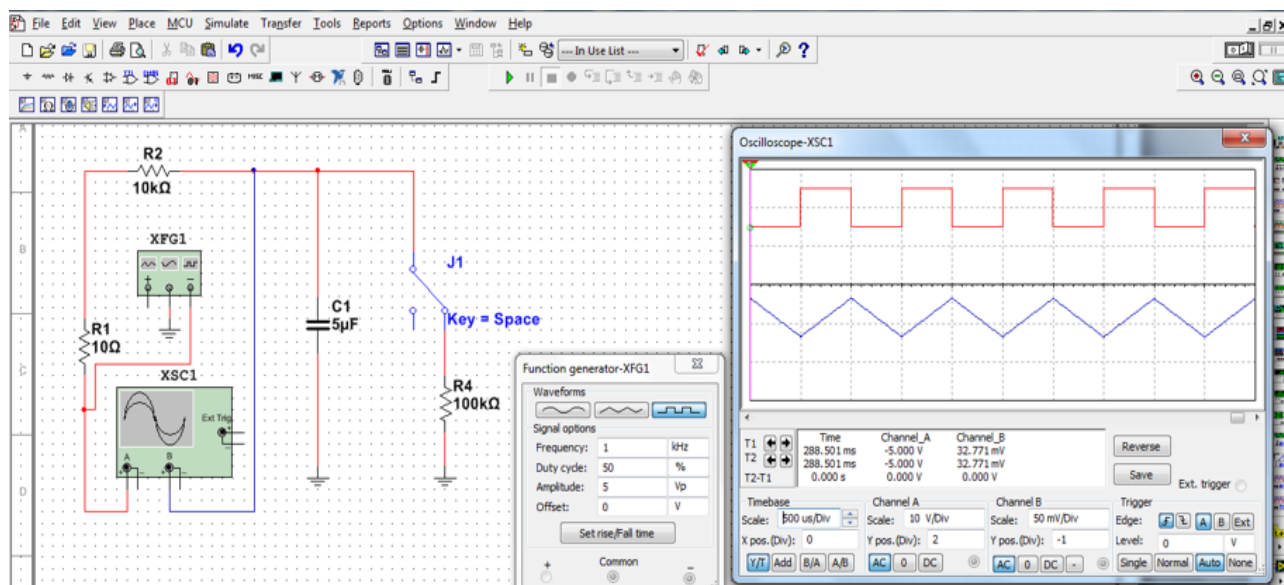 File Edit View Place MCU Simulate Transfer Tools Reports Options Window Help
--- In Use List ---
R2
10kΩ
XFG1
R1
10Ω
XSC1
Ext Trig
A
B
C1
5µF
J1
Key = Space
R4
100kΩ
A
B
C
D
Function generator-XFG1
Waveforms
Signal options
Frequency: 1 kHz
Duty cycle: 50 %
Amplitude: 5 Vp
Offset: 0 V
Set rise/Fall time
+ Common −
Oscilloscope-XSC1
Time Channel_A Channel_B
T1 288.501 ms -5.000 V 32.771 mV
T2 288.501 ms -5.000 V 32.771 mV
T2-T1 0.000 s 0.000 V 0.000 V
Reverse
Save
Ext. trigger
Timebase
Scale: 500 us/Div
X pos.(Div): 0
Y/T Add B/A A/B
Channel A
Scale: 10 V/Div
Y pos.(Div): 2
AC 0 DC
Channel B
Scale: 50 mV/Div
Y pos.(Div): -1
AC 0 DC -
Trigger
Edge: A B Ext
Level: 0 V
Single Normal Auto None